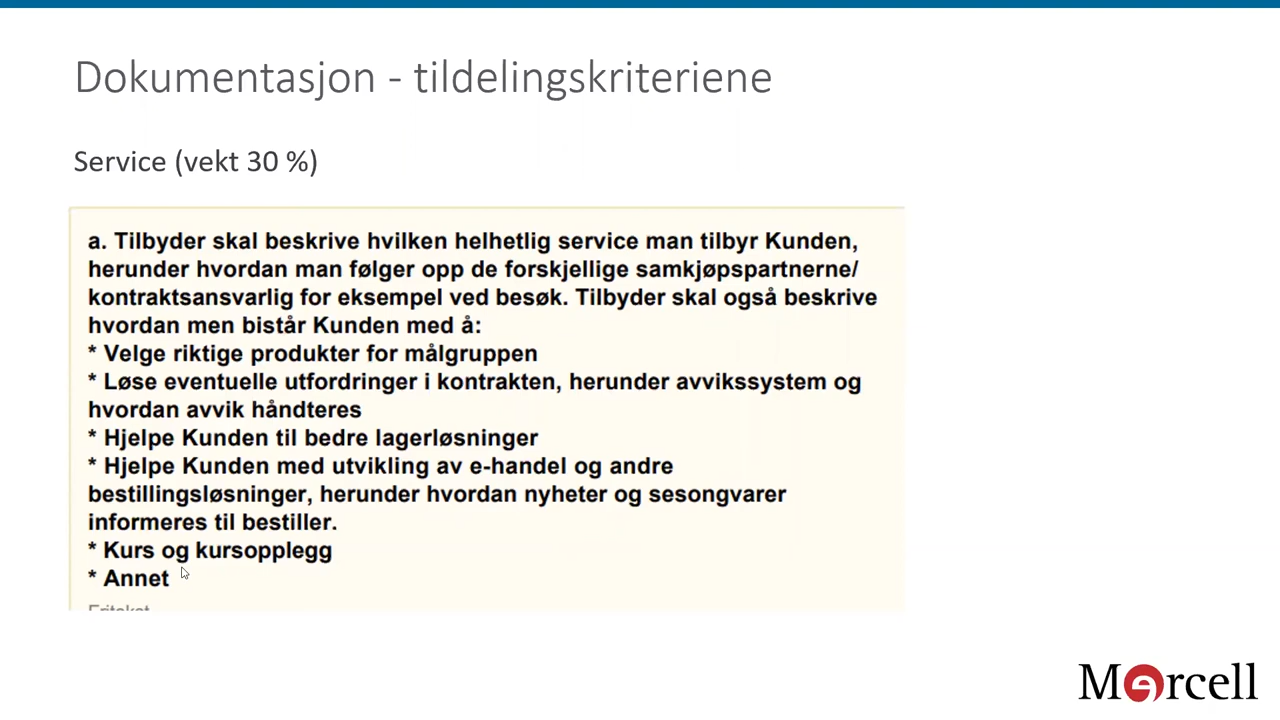 Dokumentasjon - tildelingskriteriene
Service (vekt 30 %)
a. Tilbyder skal beskrive hvilken helhetlig service man tilbyr Kunden,
herunder hvordan man følger opp de forskjellige samkjøpspartnerne/
kontraktsansvarlig for eksempel ved besøk. Tilbyder skal også beskrive
hvordan men bistår Kunden med å:
* Velge riktige produkter for målgruppen
* Løse eventuelle utfordringer i kontrakten, herunder avvikssystem og
hvordan avvik håndteres
* Hjelpe Kunden til bedre lagerløsninger
* Hjelpe Kunden med utvikling av e-handel og andre
bestillingsløsninger, herunder hvordan nyheter og sesongvarer
informeres til bestiller.
* Kurs og kursopplegg
* Annet
Mercell